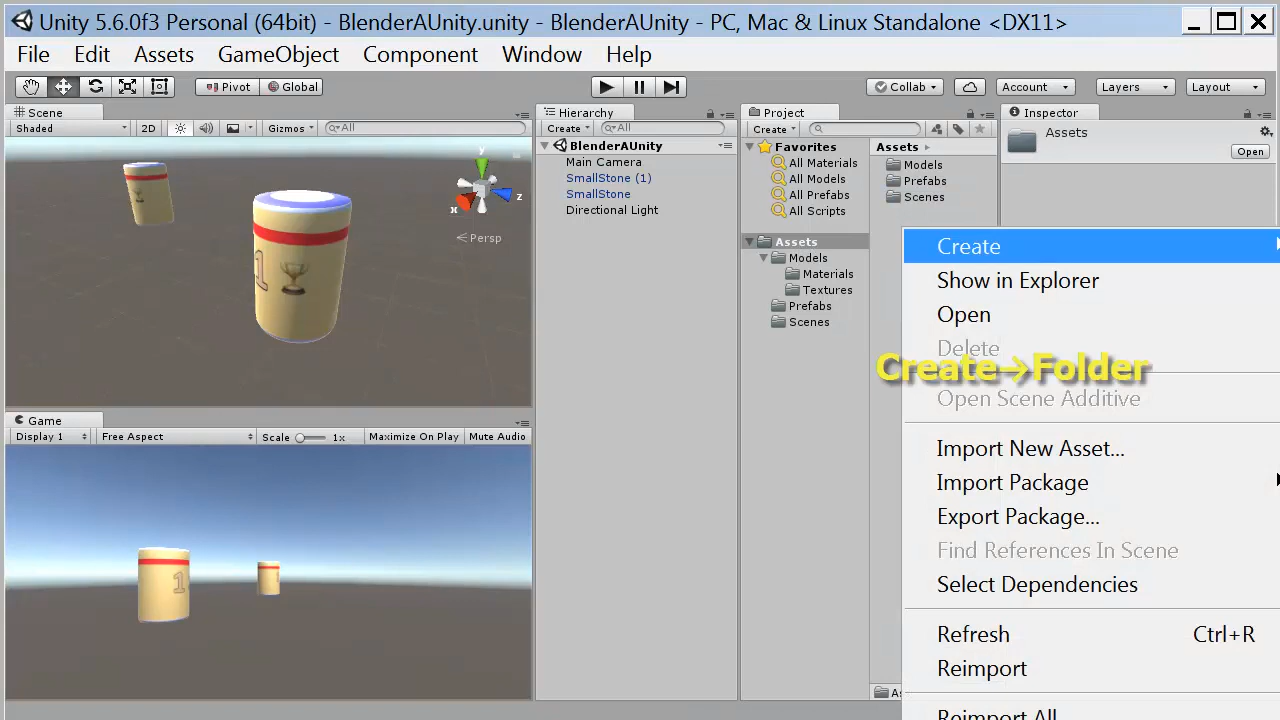 Unity 5.6.0f3 Personal (64bit) - BlenderAUnity.unity - BlenderAUnity - PC, Mac & Linux Standalone <DX11>
File Edit Assets GameObject Component Window Help
Pivot Global Collab Account Layers Layout
Scene
Shaded 2D Gizmos All
y
x
z
Persp
1
Game
Display 1 Free Aspect Scale 1x Maximize On Play Mute Audio
1
Hierarchy
Create All
BlenderAUnity
Main Camera
SmallStone (1)
SmallStone
Directional Light
Project
Create
Favorites
All Materials
All Models
All Prefabs
All Scripts
Assets
Models
Materials
Textures
Prefabs
Scenes
Assets
Models
Prefabs
Scenes
Inspector
Assets
Open
Create
Show in Explorer
Open
Delete
Create→Folder
Open Scene Additive
Import New Asset...
Import Package
Export Package...
Find References In Scene
Select Dependencies
Refresh Ctrl+R
Reimport
Reimport All